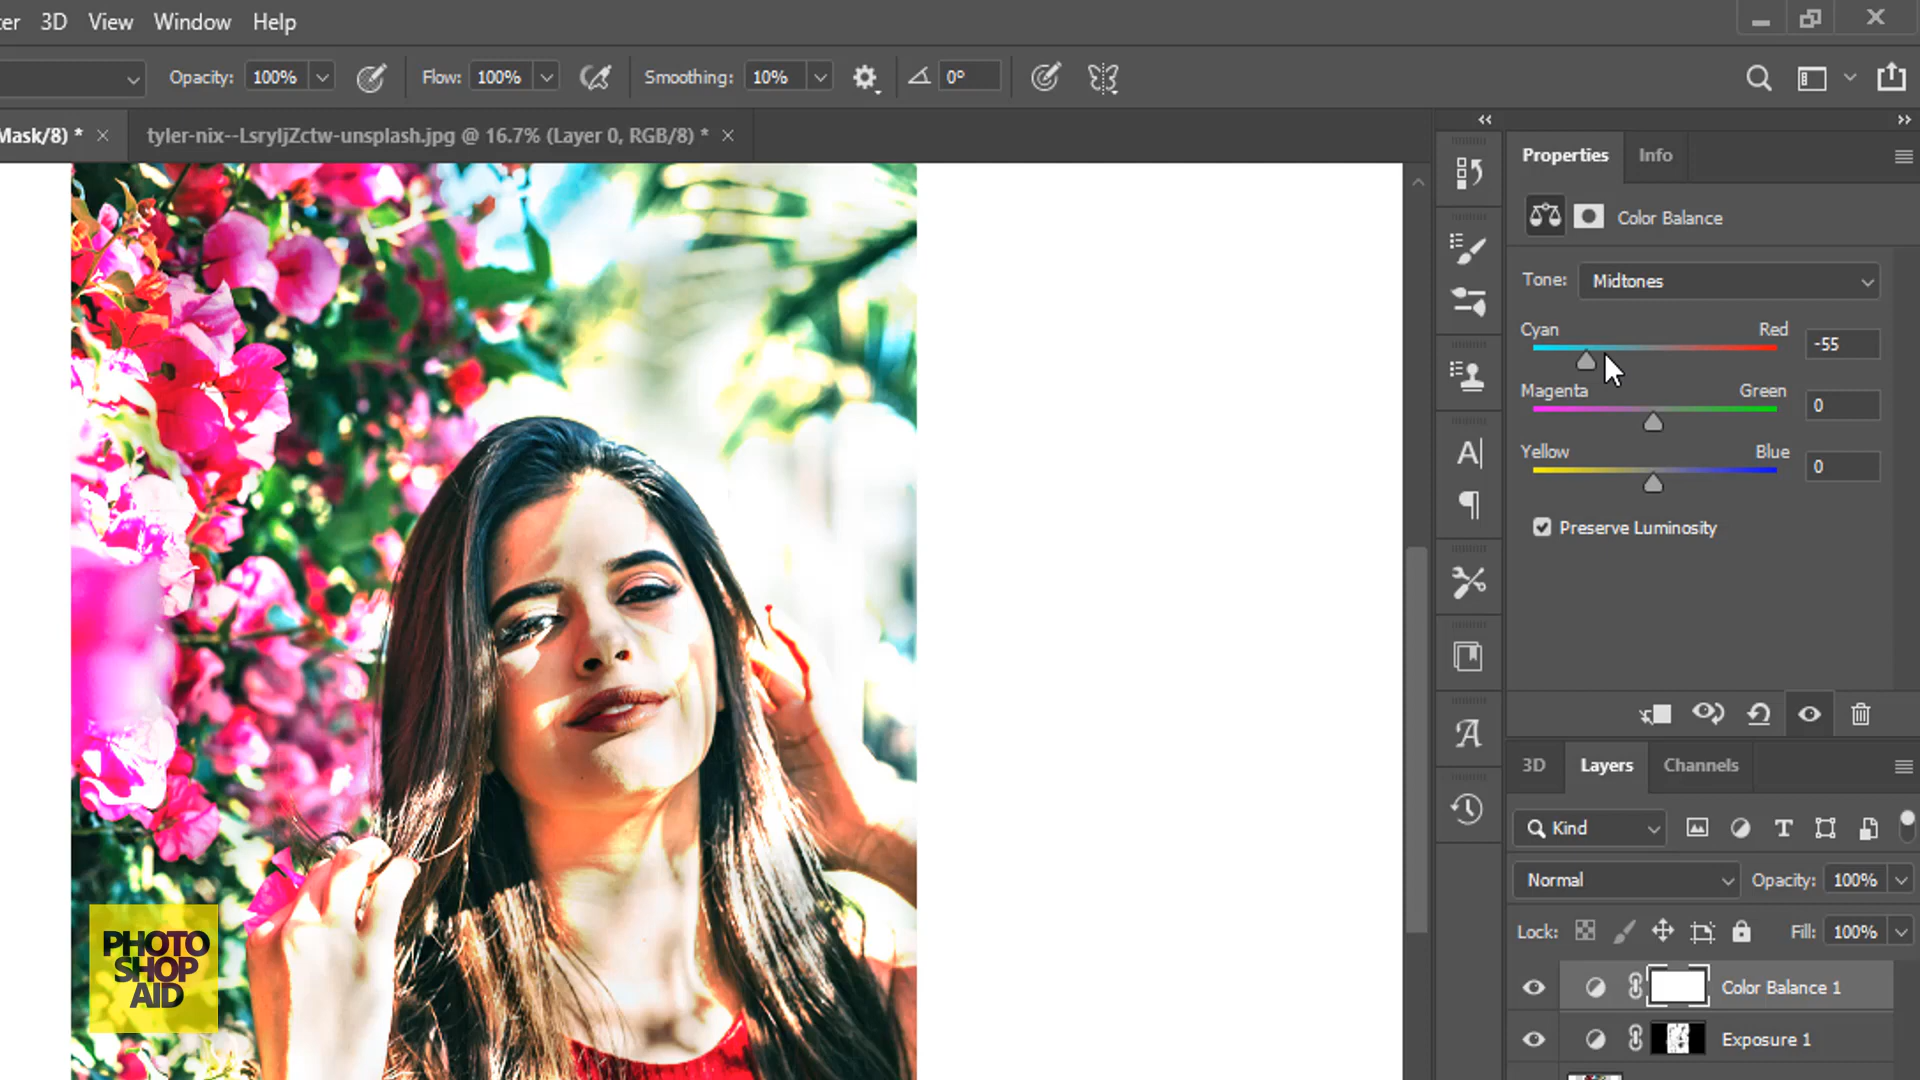 ter 3D View Window Help
Opacity: 100% Flow: 100% Smoothing: 10% 0°
Mask/8) * × tyler-nix--LsryljZctw-unsplash.jpg @ 16.7% (Layer 0, RGB/8) * ×
Properties Info
Color Balance
Tone: Midtones
Cyan Red -55
Magenta Green 0
Yellow Blue 0
Preserve Luminosity
3D Layers Channels
Kind
Normal Opacity: 100%
Lock: Fill: 100%
Color Balance 1
Exposure 1
PHOTO
SHOP
AID